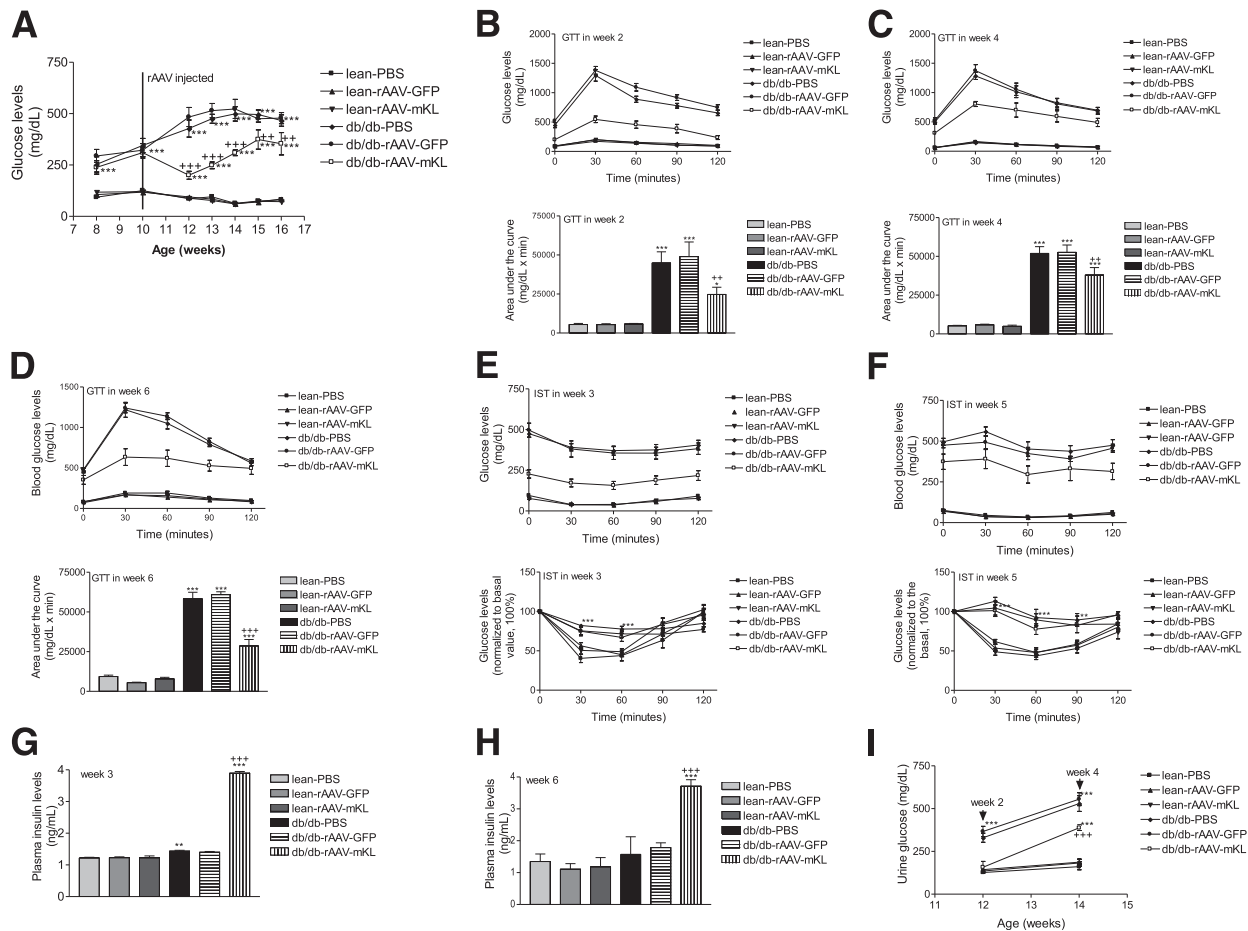 A
Glucose levels
(mg/dL)
750
500
250
0
rAAV injected
***
***
***
***
***
***
***
+++
***
+++
***
+++
***
++
***
++
***
7 8 9 10 11 12 13 14 15 16 17
Age (weeks)
lean-PBS
lean-rAAV-GFP
lean-rAAV-mKL
db/db-PBS
db/db-rAAV-GFP
db/db-rAAV-mKL
B
GTT in week 2
Glucose levels
(mg/dL)
2000
1500
1000
500
0
0 30 60 90 120
Time (minutes)
lean-PBS
lean-rAAV-GFP
lean-rAAV-mKL
db/db-PBS
db/db-rAAV-GFP
db/db-rAAV-mKL
GTT in week 2
Area under the curve
(mg/dL x min)
75000
50000
25000
0
***
***
++
*
lean-PBS
lean-rAAV-GFP
lean-rAAV-mKL
db/db-PBS
db/db-rAAV-GFP
db/db-rAAV-mKL
C
GTT in week 4
Glucose levels
(mg/dL)
2000
1500
1000
500
0
0 30 60 90 120
Time (minutes)
lean-PBS
lean-rAAV-GFP
lean-rAAV-mKL
db/db-PBS
db/db-rAAV-GFP
db/db-rAAV-mKL
GTT in week 4
Area under the curve
(mg/dL x min)
75000
50000
25000
0
***
***
++
***
lean-PBS
lean-rAAV-GFP
lean-rAAV-mKL
db/db-PBS
db/db-rAAV-GFP
db/db-rAAV-mKL
D
GTT in week 6
Blood glucose levels
(mg/dL)
1500
1000
500
0
0 30 60 90 120
Time (minutes)
lean-PBS
lean-rAAV-GFP
lean-rAAV-mKL
db/db-PBS
db/db-rAAV-GFP
db/db-rAAV-mKL
GTT in week 6
Area under the curve
(mg/dL x min)
75000
50000
25000
0
***
***
+++
***
lean-PBS
lean-rAAV-GFP
lean-rAAV-mKL
db/db-PBS
db/db-rAAV-GFP
db/db-rAAV-mKL
E
IST in week 3
Glucose levels
(mg/dL)
750
500
250
0
0 30 60 90 120
Time (minutes)
lean-PBS
lean-rAAV-GFP
lean-rAAV-mKL
db/db-PBS
db/db-rAAV-GFP
db/db-rAAV-mKL
IST in week 3
Glucose levels
(normalized to basal
value, 100%)
150
100
50
0
***
***
0 30 60 90 120
Time (minutes)
lean-PBS
lean-rAAV-GFP
lean-rAAV-mKL
db/db-PBS
db/db-rAAV-GFP
db/db-rAAV-mKL
F
IST in week 5
Blood glucose levels
(mg/dL)
750
500
250
0
0 30 60 90 120
Time (minutes)
lean-PBS
lean-rAAV-GFP
lean-rAAV-GFP
db/db-PBS
db/db-rAAV-GFP
db/db-rAAV-mKL
IST in week 5
Glucose levels
(normalized to the
basal, 100%)
150
100
50
0
***
***
**
0 30 60 90 120
Time (minutes)
lean-PBS
lean-rAAV-GFP
lean-rAAV-mKL
db/db-PBS
db/db-rAAV-GFP
db/db-rAAV-mKL
G
week 3
Plasma insulin levels
(ng/mL)
4
3
2
1
0
**
+++
***
lean-PBS
lean-rAAV-GFP
lean-rAAV-mKL
db/db-PBS
db/db-rAAV-GFP
db/db-rAAV-mKL
H
week 6
Plasma insulin levels
(ng/mL)
4
3
2
1
0
+++
***
lean-PBS
lean-rAAV-GFP
lean-rAAV-mKL
db/db-PBS
db/db-rAAV-GFP
db/db-rAAV-mKL
I
Urine glucose (mg/dL)
750
500
250
0
week 2
***
week 4
***
***
+++
11 12 13 14 15
Age (weeks)
lean-PBS
lean-rAAV-GFP
lean-rAAV-mKL
db/db-PBS
db/db-rAAV-GFP
db/db-rAAV-mKL